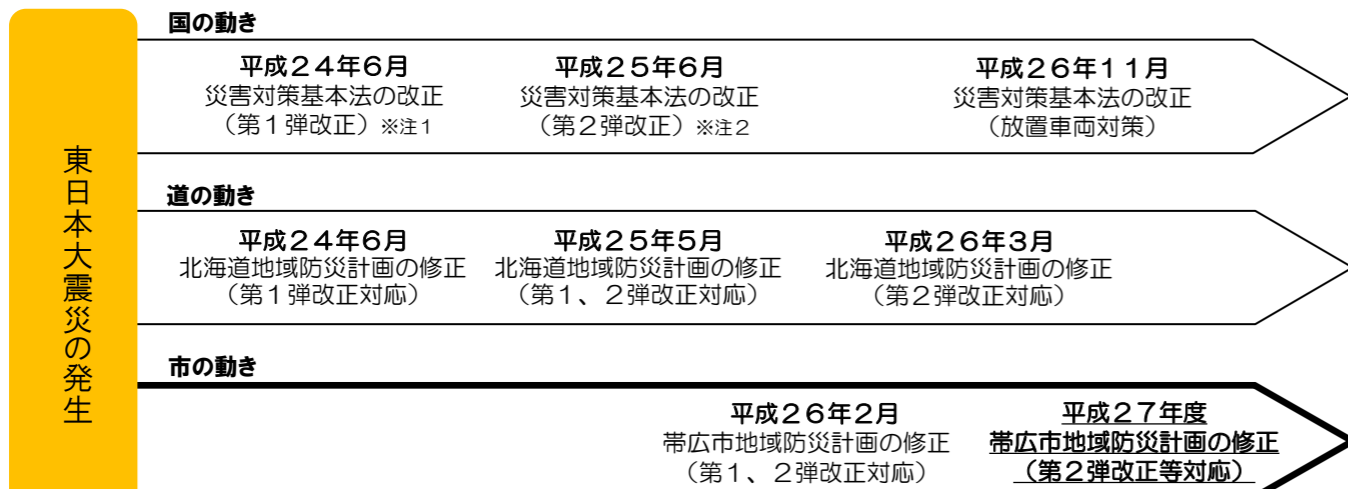 東日本大震災の発生
国の動き
平成２４年６月
災害対策基本法の改正
（第１弾改正）※注１
平成２５年６月
災害対策基本法の改正
（第２弾改正）※注２
平成２６年１１月
災害対策基本法の改正
（放置車両対策）
道の動き
平成２４年６月
北海道地域防災計画の修正
（第１弾改正対応）
平成２５年５月
北海道地域防災計画の修正
（第１、２弾改正対応）
平成２６年３月
北海道地域防災計画の修正
（第２弾改正対応）
市の動き
平成２６年２月
帯広市地域防災計画の修正
（第１、２弾改正対応）
平成２７年度
帯広市地域防災計画の修正
（第２弾改正等対応）